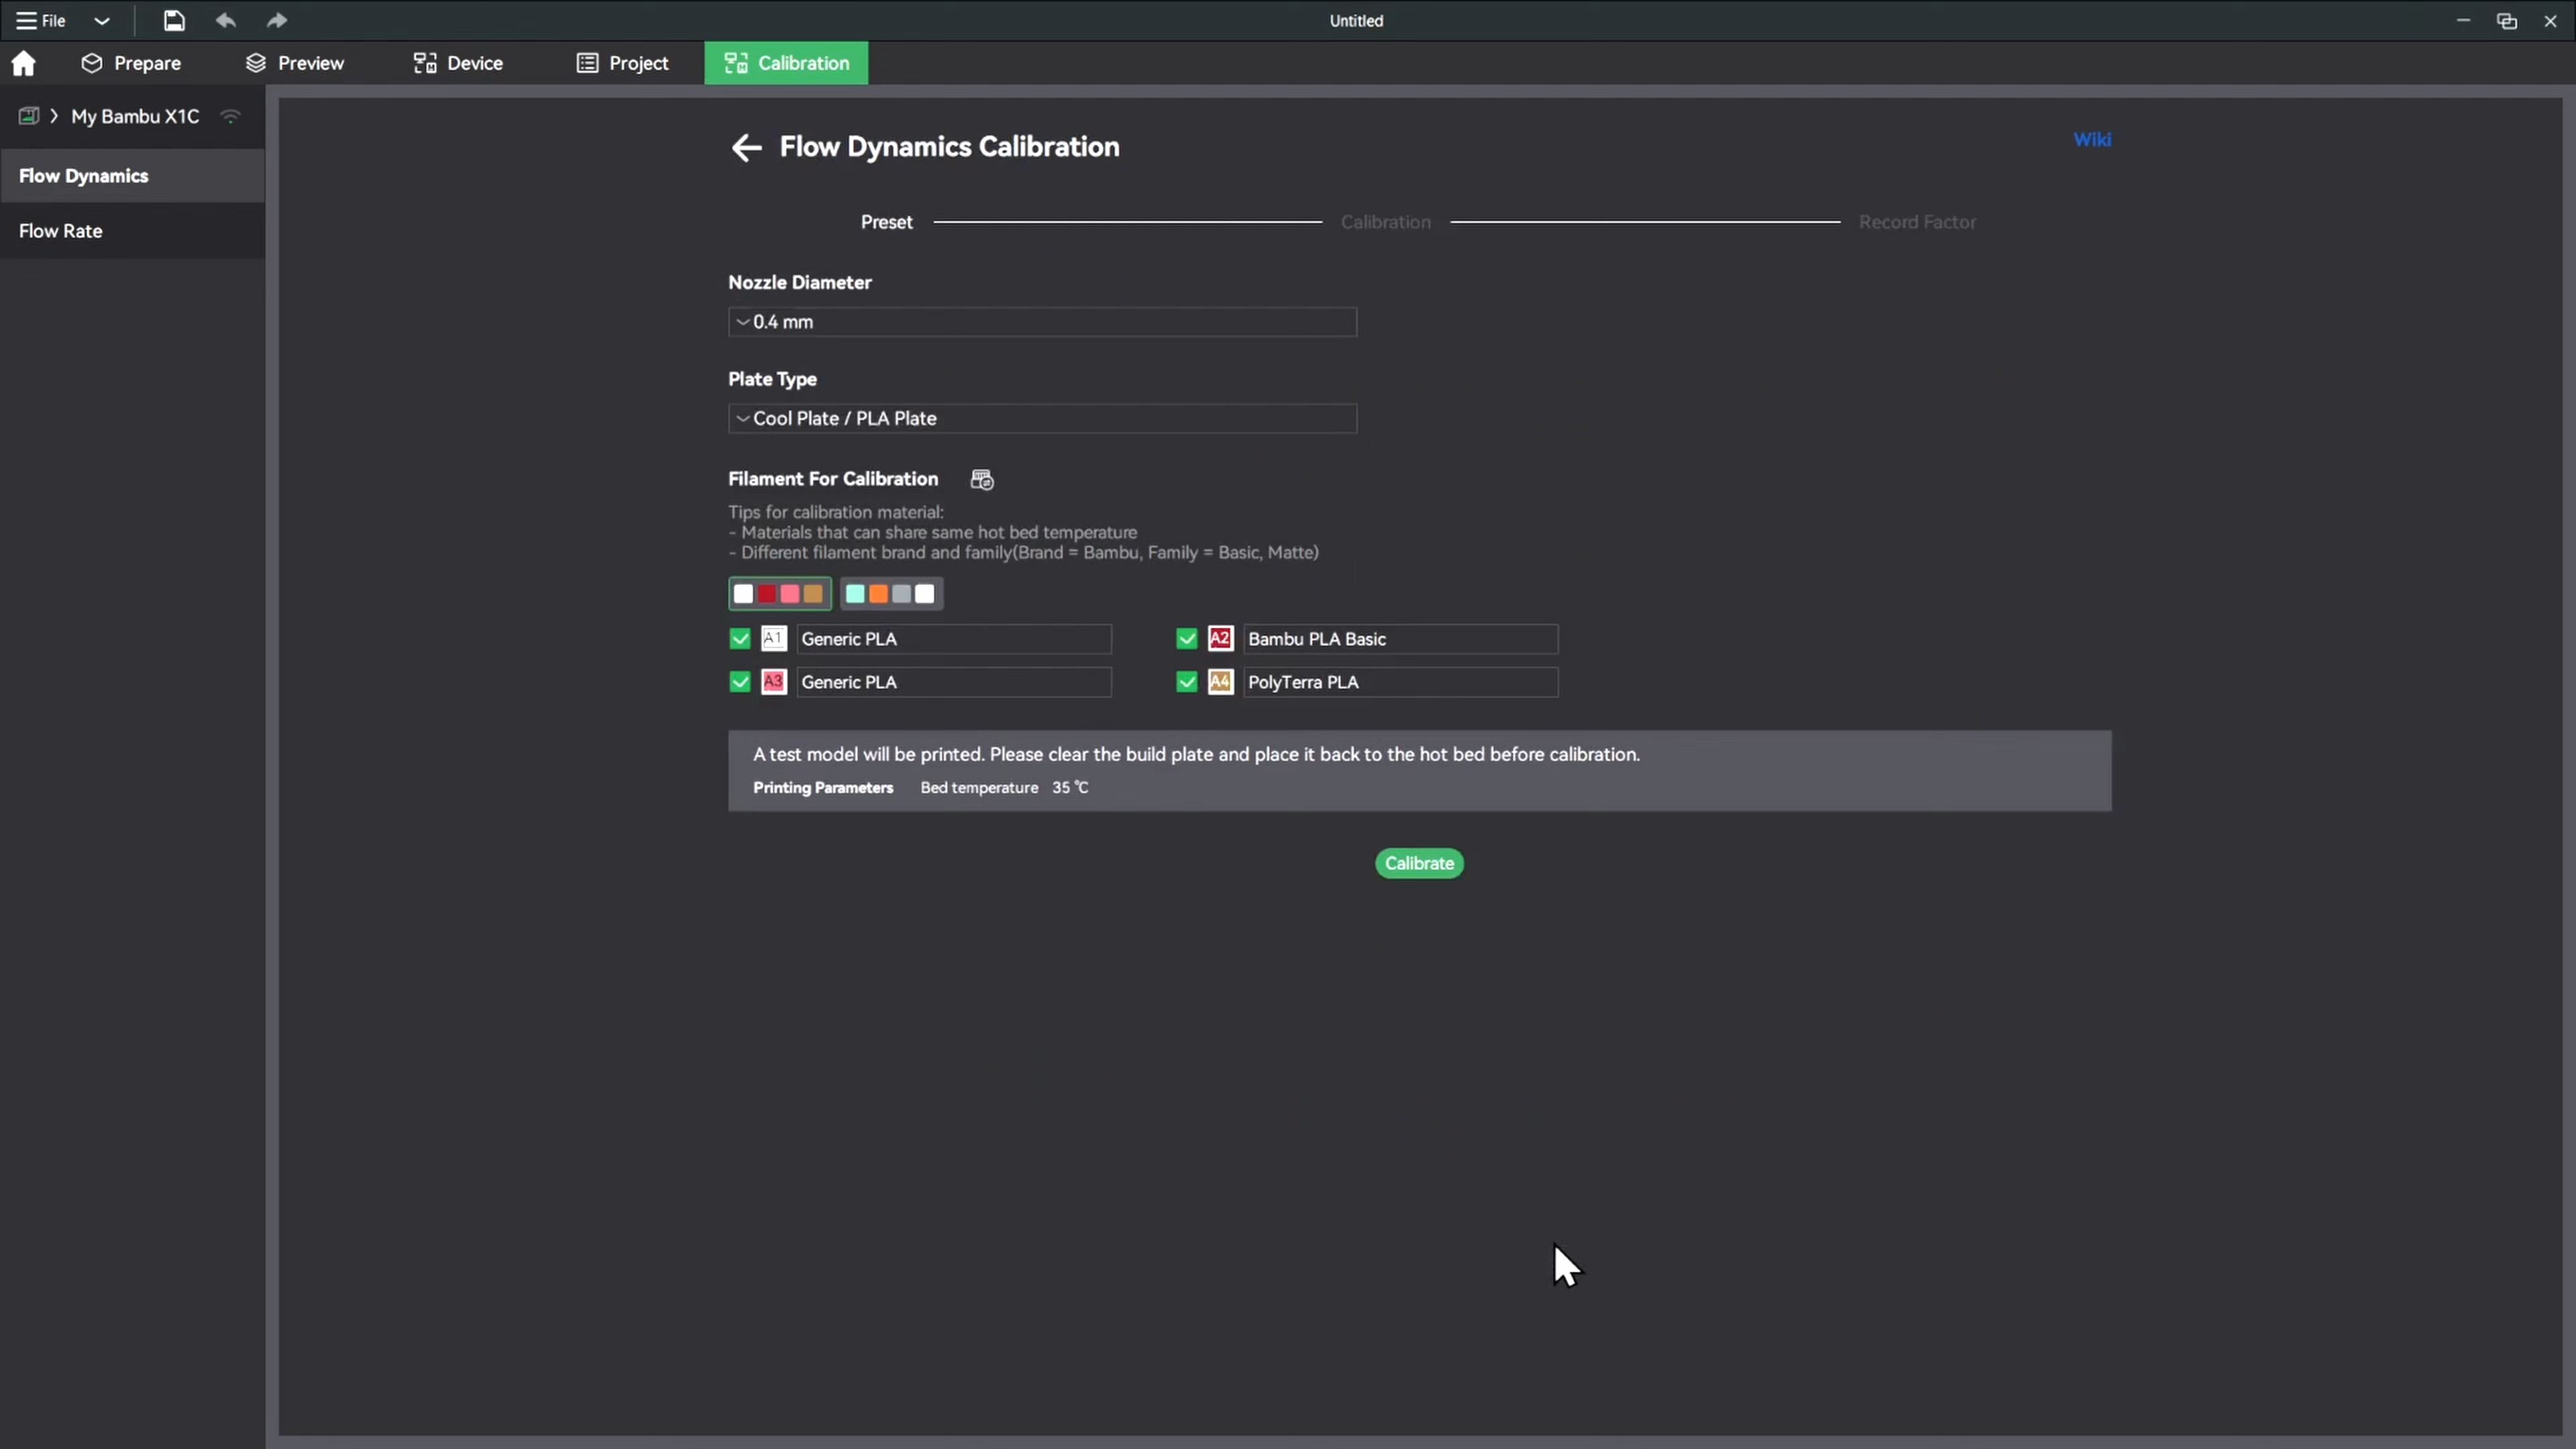 File
Untitled
Prepare
Preview
Device
Project
Calibration
My Bambu X1C
Flow Dynamics
Flow Rate
Flow Dynamics Calibration
Wiki
Preset
Calibration
Record Factor
Nozzle Diameter
0.4 mm
Plate Type
Cool Plate / PLA Plate
Filament For Calibration
Tips for calibration material:
- Materials that can share same hot bed temperature
- Different filament brand and family(Brand = Bambu, Family = Basic, Matte)
A1 Generic PLA
A2 Bambu PLA Basic
A3 Generic PLA
A4 PolyTerra PLA
A test model will be printed. Please clear the build plate and place it back to the hot bed before calibration.
Printing Parameters Bed temperature 35 ℃
Calibrate